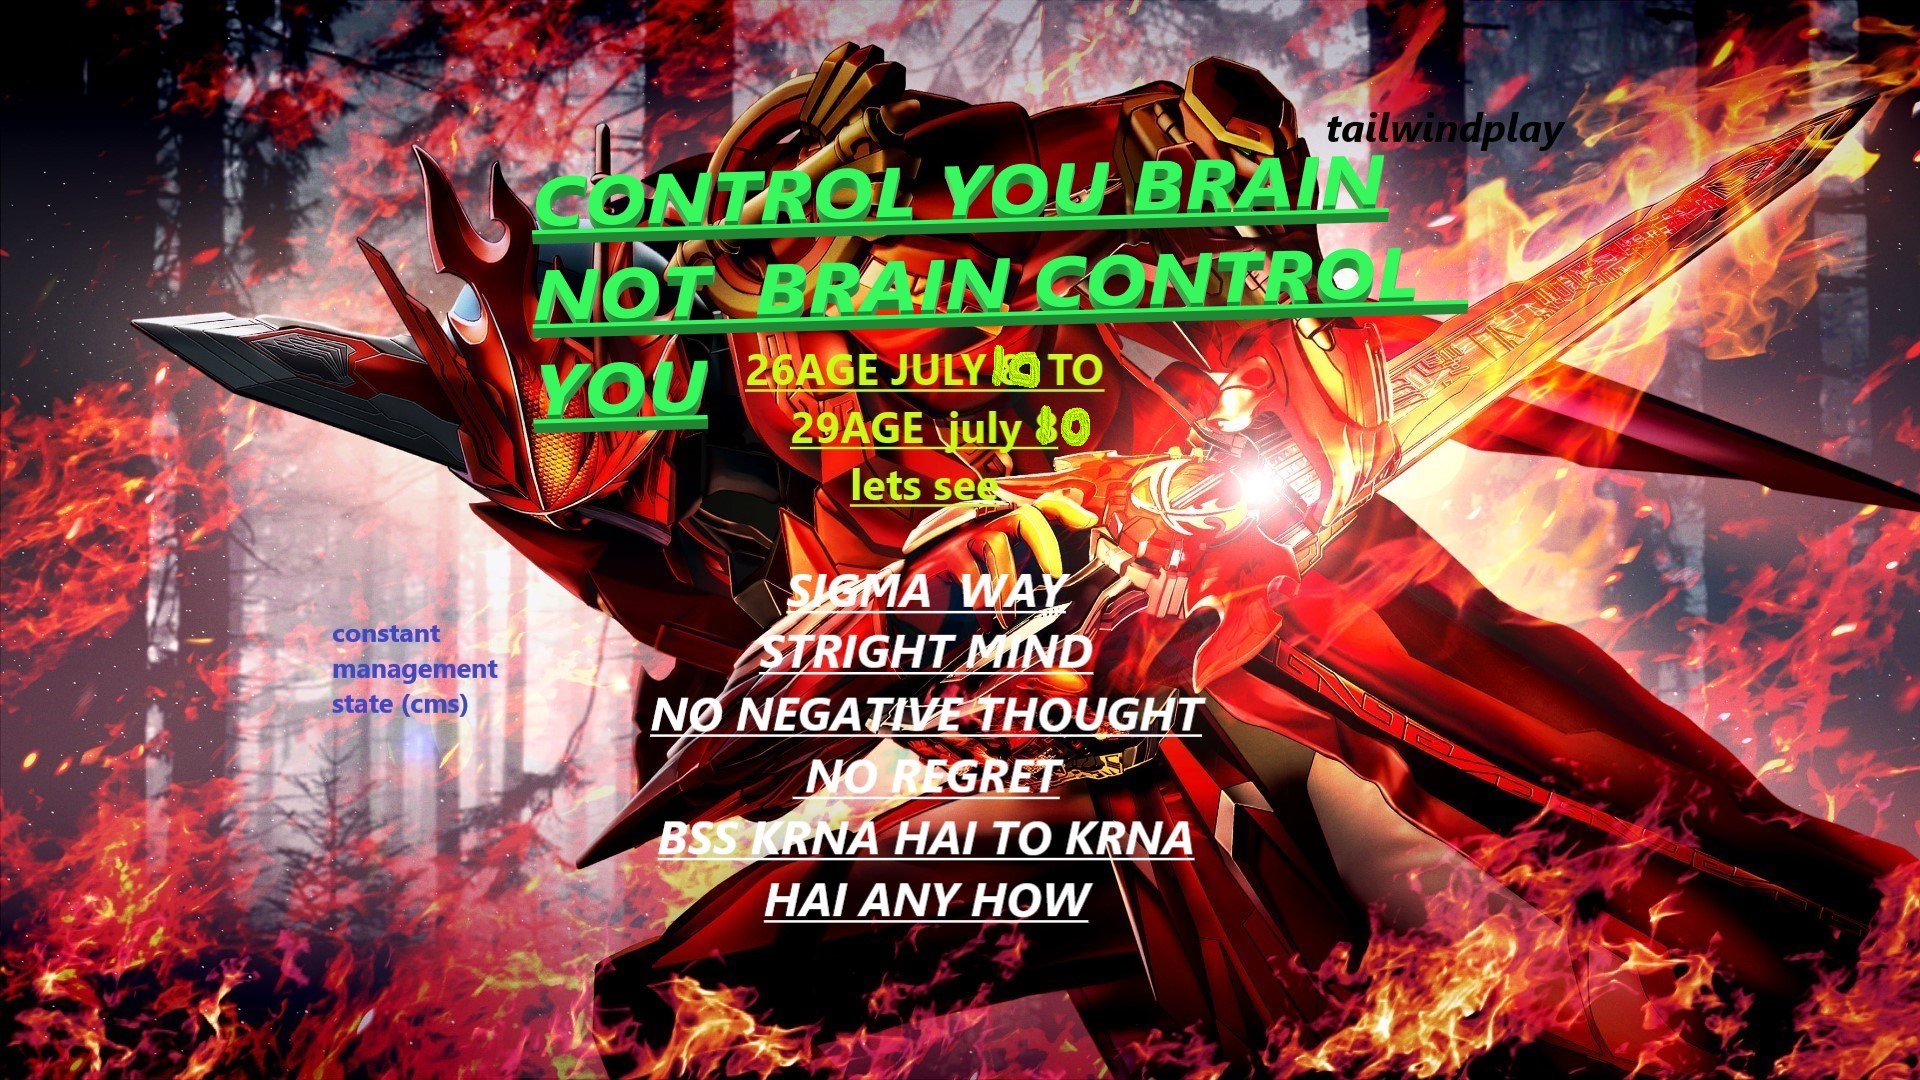 tailwindplay
CONTROL YOU BRAIN
NOT BRAIN CONTROL
YOU
26AGE JULY TO
29AGE july
lets see
constant
management
state (cms)
SIGMA WAY
STRIGHT MIND
NO NEGATIVE THOUGHT
NO REGRET
BSS KRNA HAI TO KRNA
HAI ANY HOW